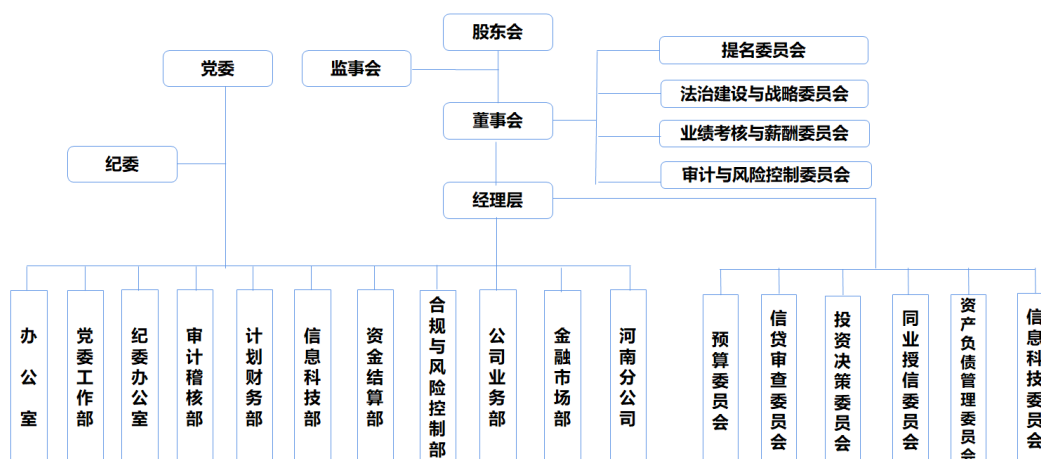 股东会
党委
监事会
提名委员会
法治建设与战略委员会
董事会
业绩考核与薪酬委员会
纪委
审计与风险控制委员会
经理层
办公室
党委工作部
纪委办公室
审计稽核部
计划财务部
信息科技部
资金结算部
合规与风险控制部
公司业务部
金融市场部
河南分公司
预算委员会
信贷审查委员会
投资决策委员会
同业授信委员会
资产负债管理委员会
信息科技委员会